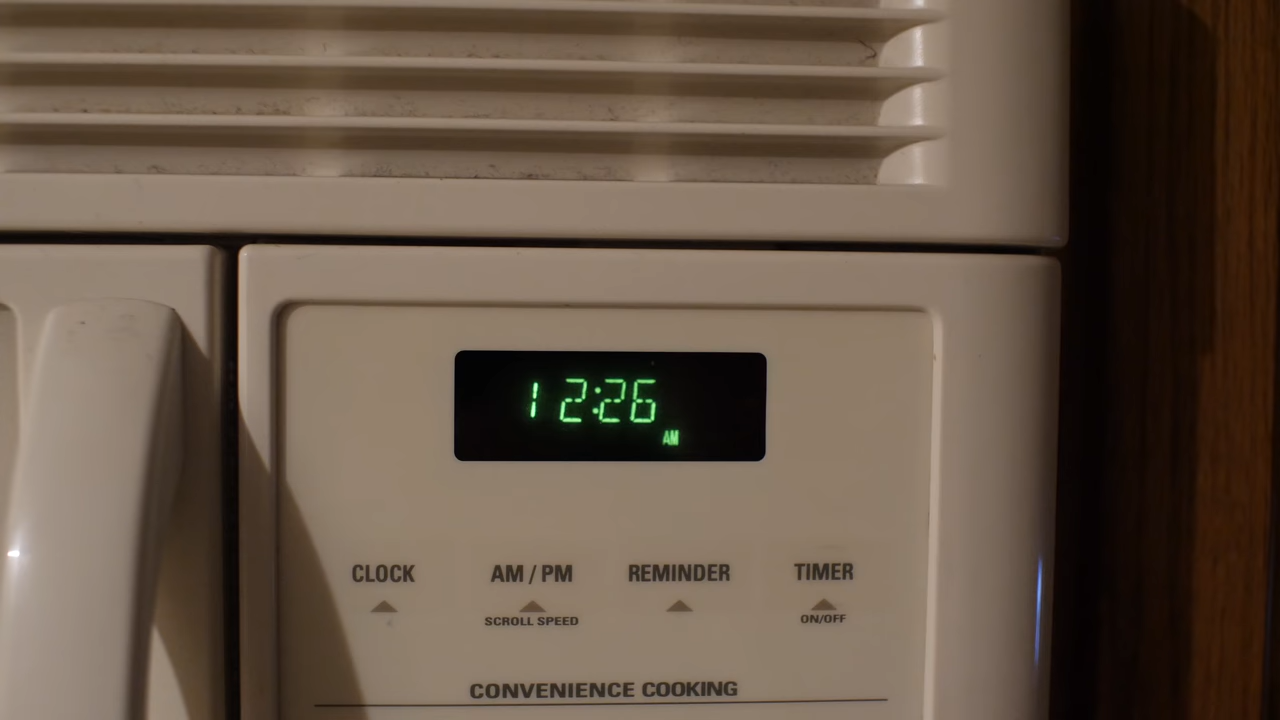 12:26
AM
CLOCK AM / PM REMINDER TIMER
SCROLL SPEED ON/OFF
CONVENIENCE COOKING